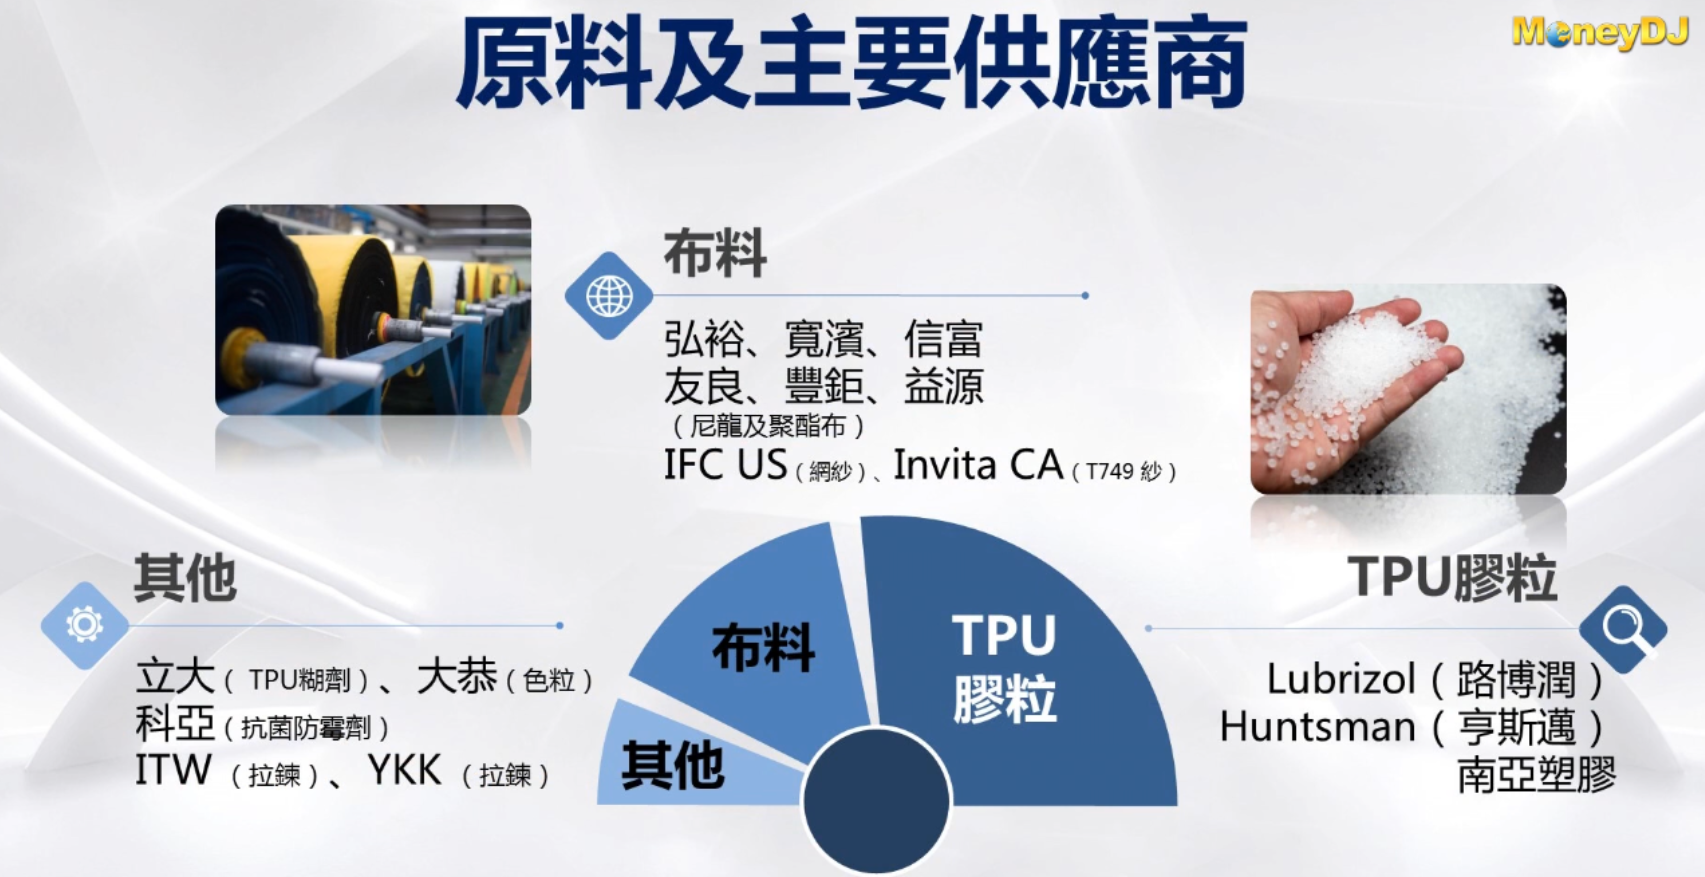 原料及主要供應商
MoneyDJ
布料
弘裕、寬濱、信富
友良、豐鉅、益源
（尼龍及聚酯布）
IFC US（網紗）、Invita CA（T749 紗）
其他
立大（ TPU糊劑）、大恭（色粒）
科亞（抗菌防霉劑）
ITW （拉鍊）、YKK （拉鍊）
TPU膠粒
Lubrizol（路博潤）
Huntsman（亨斯邁）
南亞塑膠
布料
TPU
膠粒
其他